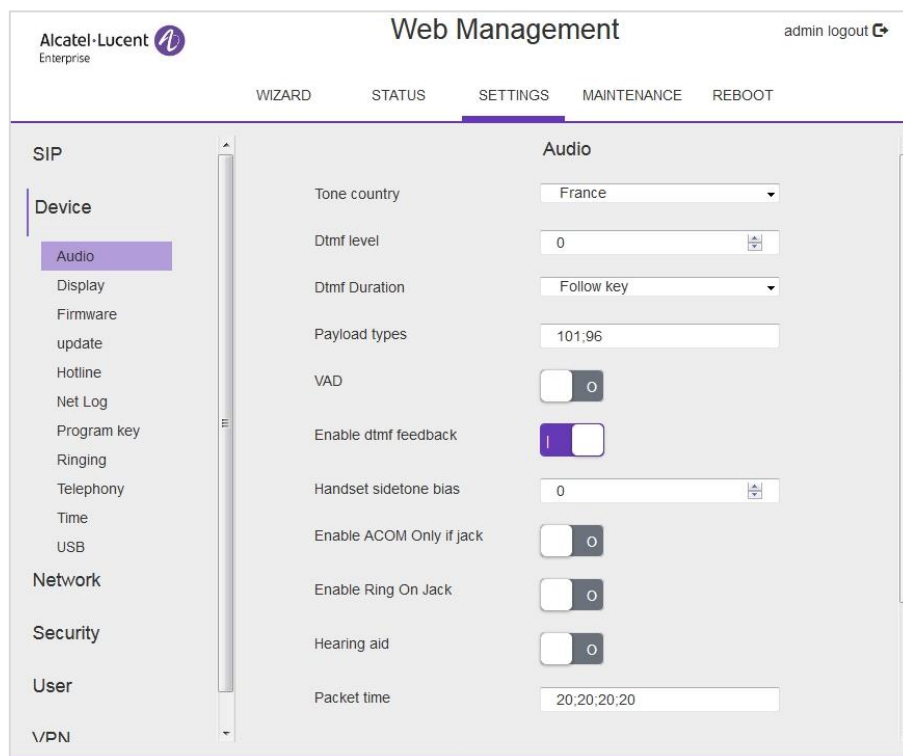 Alcatel·Lucent
Enterprise
Web Management
admin logout
WIZARD STATUS SETTINGS MAINTENANCE REBOOT
SIP
Device
Audio
Display
Firmware
update
Hotline
Net Log
Program key
Ringing
Telephony
Time
USB
Network
Security
User
VPN
Audio
Tone country France
Dtmf level 0
Dtmf Duration Follow key
Payload types 101;96
VAD O
Enable dtmf feedback |
Handset sidetone bias 0
Enable ACOM Only if jack O
Enable Ring On Jack O
Hearing aid O
Packet time 20;20;20;20